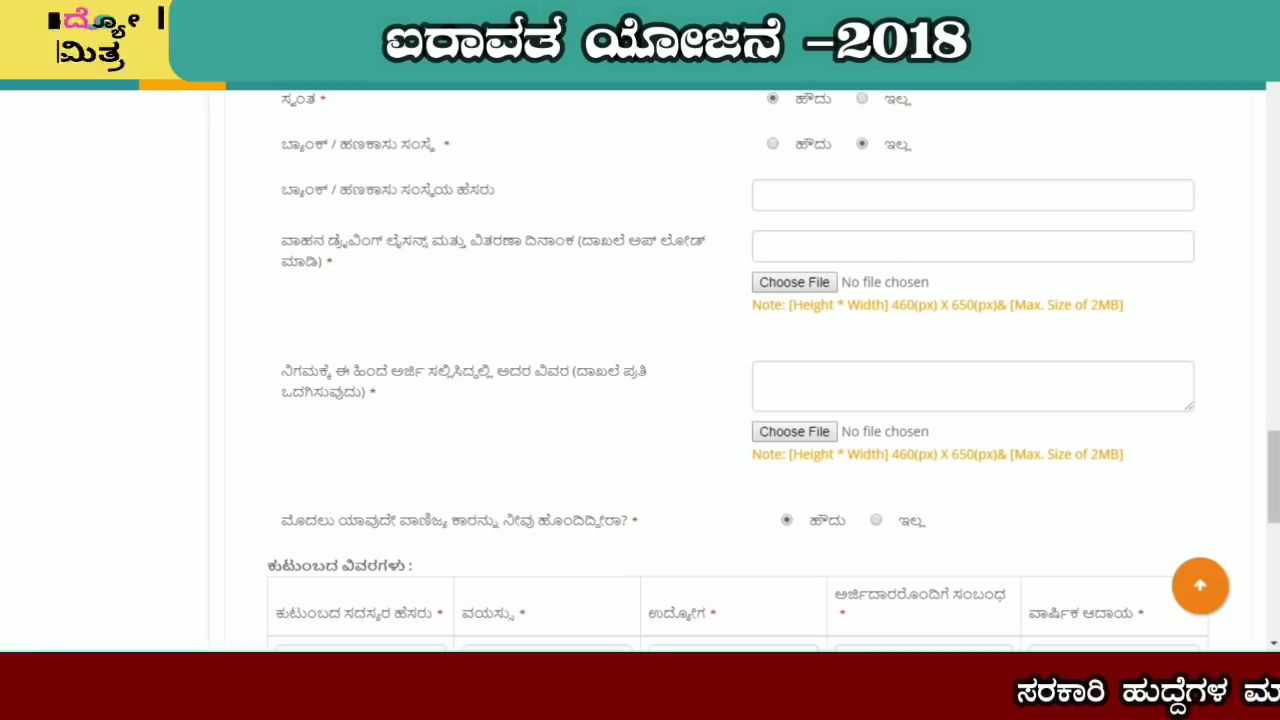 ದ್ಯೋ
ಮಿತ್ರ
ಐರಾವತ ಯೋಜನೆ –2018
ಸ್ವಂತ * ಹೌದು ಇಲ್ಲ
ಬ್ಯಾಂಕ್ / ಹಣಕಾಸು ಸಂಸ್ಥೆ * ಹೌದು ಇಲ್ಲ
ಬ್ಯಾಂಕ್ / ಹಣಕಾಸು ಸಂಸ್ಥೆಯ ಹೆಸರು
ವಾಹನ ಡ್ರೈವಿಂಗ್ ಲೈಸನ್ಸ್ ಮತ್ತು ವಿತರಣಾ ದಿನಾಂಕ (ದಾಖಲೆ ಅಪ್ ಲೋಡ್
ಮಾಡಿ) *
Choose File No file chosen
Note: [Height * Width] 460(px) X 650(px)& [Max. Size of 2MB]
ನಿಗಮಕ್ಕೆ ಈ ಹಿಂದೆ ಅರ್ಜಿ ಸಲ್ಲಿಸಿದ್ದಲ್ಲಿ ಅದರ ವಿವರ (ದಾಖಲೆ ಪ್ರತಿ
ಒದಗಿಸುವುದು) *
Choose File No file chosen
Note: [Height * Width] 460(px) X 650(px)& [Max. Size of 2MB]
ಮೊದಲು ಯಾವುದೇ ವಾಣಿಜ್ಯ ಕಾರನ್ನು ನೀವು ಹೊಂದಿದ್ದೀರಾ? * ಹೌದು ಇಲ್ಲ
ಕುಟುಂಬದ ವಿವರಗಳು :
ಕುಟುಂಬದ ಸದಸ್ಯರ ಹೆಸರು * ವಯಸ್ಸು * ಉದ್ಯೋಗ * ಅರ್ಜಿದಾರರೊಂದಿಗೆ ಸಂಬಂಧ * ವಾರ್ಷಿಕ ಆದಾಯ *
ಸರಕಾರಿ ಹುದ್ದೆಗಳ ಮಾ